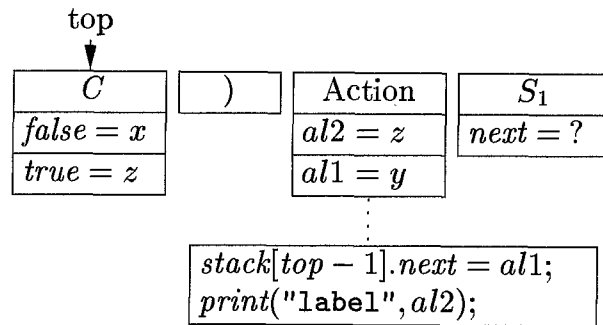 top
C ) Action S₁
false = x al2 = z next = ?
true = z al1 = y
stack[top − 1].next = al1;
print("label", al2);